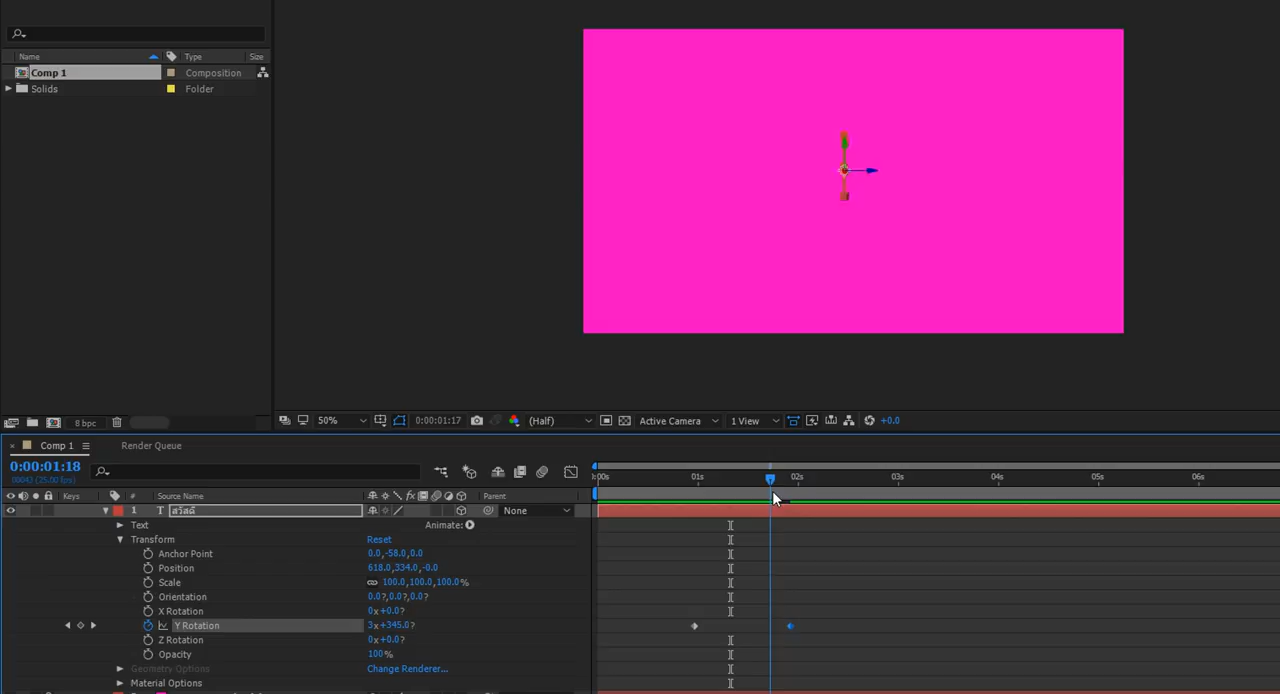 Name Type Size
Comp 1 Composition
Solids Folder
8 bpc 50% 0:00:01:17 (Half) Active Camera 1 View +0.0
× Comp 1 Render Queue
0:00:01:18
:00s 01s 02s 03s 04s 05s 06s
Keys # Source Name fx Parent
1 T สวัสดี None
Text Animate:
Transform Reset
Anchor Point 0.0,-58.0,0.0
Position 618.0,334.0,-0.0
Scale 100.0,100.0,100.0%
Orientation 0.0?,0.0?,0.0?
X Rotation 0x+0.0?
Y Rotation 3x+345.0?
Z Rotation 0x+0.0?
Opacity 100%
Geometry Options Change Renderer...
Material Options